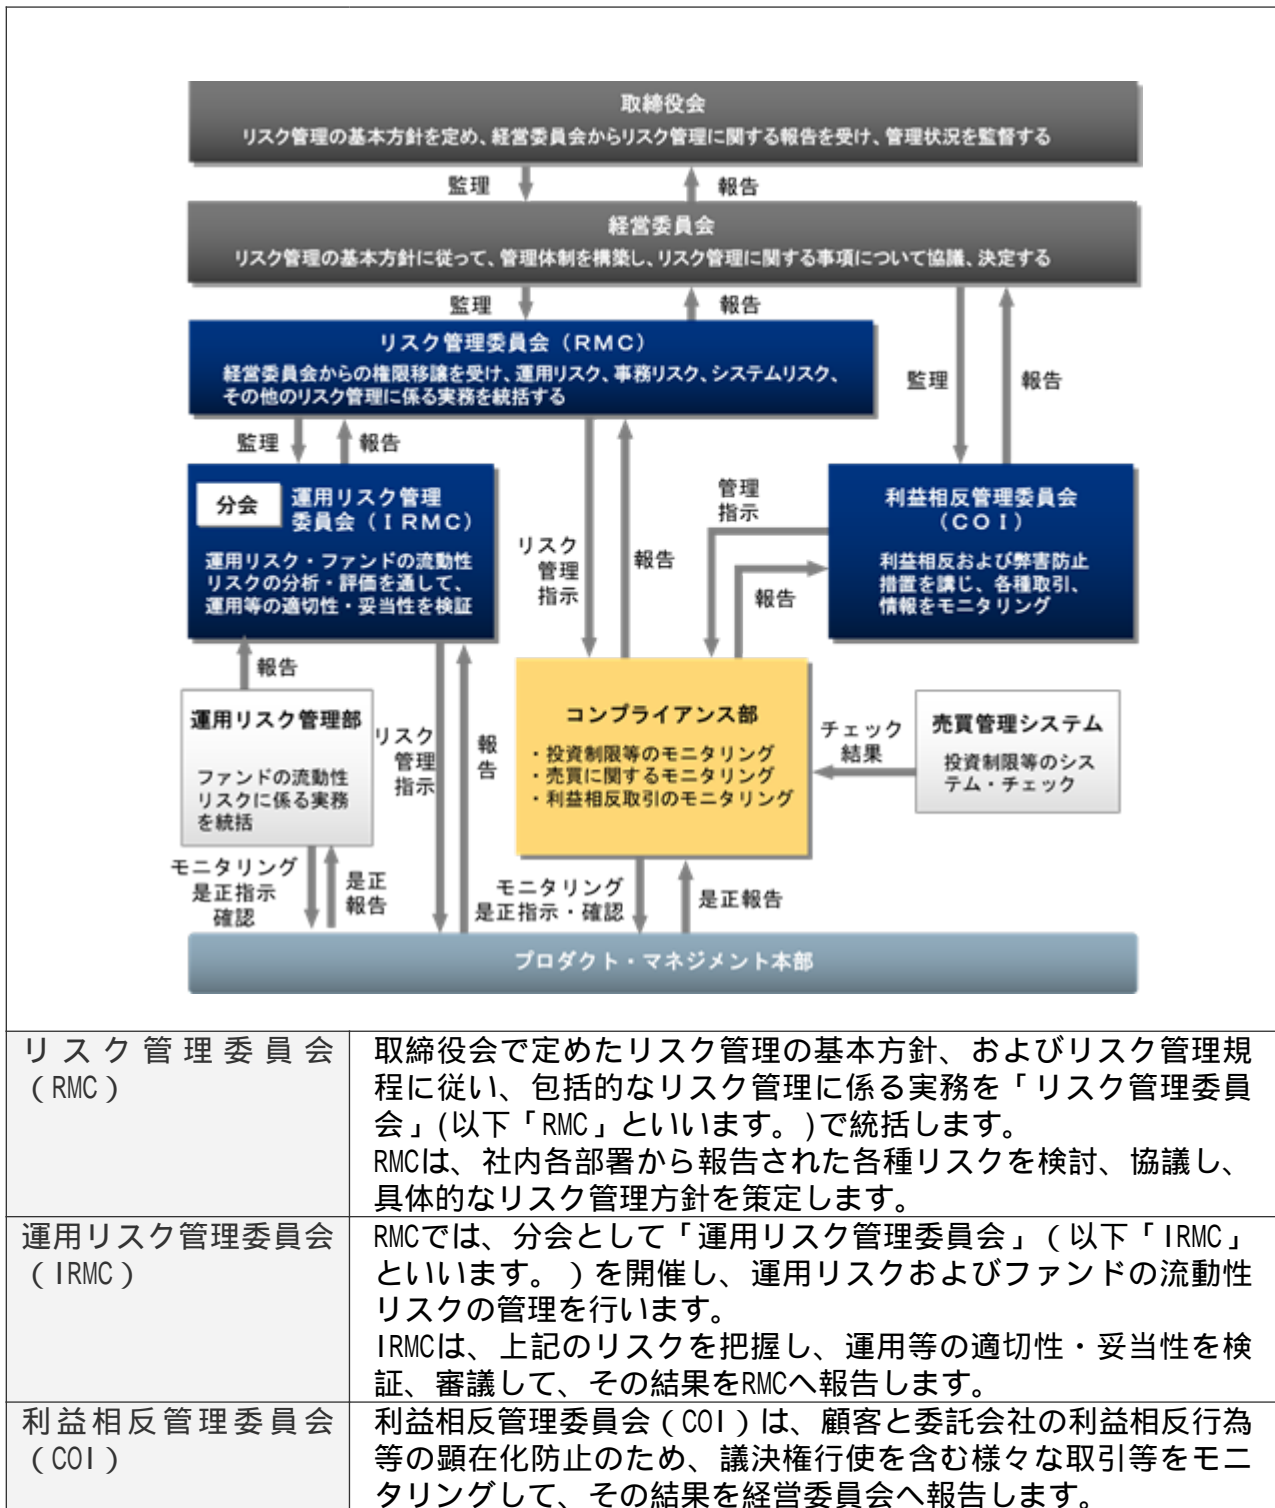 取締役会
リスク管理の基本方針を定め、経営委員会からリスク管理に関する報告を受け、管理状況を監督する
監理
報告
経営委員会
リスク管理の基本方針に従って、管理体制を構築し、リスク管理に関する事項について協議、決定する
監理
報告
リスク管理委員会（RMC）
経営委員会からの権限移譲を受け、運用リスク、事務リスク、システムリスク、
その他のリスク管理に係る実務を統括する
監理
報告
監理
報告
分会
運用リスク管理
委員会（IRMC）
運用リスク・ファンドの流動性
リスクの分析・評価を通して、
運用等の適切性・妥当性を検証
リスク
管理
指示
報告
管理
指示
報告
利益相反管理委員会
（COI）
利益相反および弊害防止
措置を講じ、各種取引、
情報をモニタリング
報告
運用リスク管理部
ファンドの流動性
リスクに係る実務
を統括
リスク
管理
指示
報
告
コンプライアンス部
・投資制限等のモニタリング
・売買に関するモニタリング
・利益相反取引のモニタリング
チェック
結果
売買管理システム
投資制限等のシス
テム・チェック
モニタリング
是正指示
確認
是正
報告
モニタリング
是正指示・確認
是正報告
プロダクト・マネジメント本部
リスク管理委員会
（RMC）
取締役会で定めたリスク管理の基本方針、およびリスク管理規
程に従い、包括的なリスク管理に係る実務を「リスク管理委員
会」(以下「RMC」といいます。)で統括します。
RMCは、社内各部署から報告された各種リスクを検討、協議し、
具体的なリスク管理方針を策定します。
運用リスク管理委員会
（IRMC）
RMCでは、分会として「運用リスク管理委員会」（以下「IRMC」
といいます。）を開催し、運用リスクおよびファンドの流動性
リスクの管理を行います。
IRMCは、上記のリスクを把握し、運用等の適切性・妥当性を検
証、審議して、その結果をRMCへ報告します。
利益相反管理委員会
（COI）
利益相反管理委員会（COI）は、顧客と委託会社の利益相反行為
等の顕在化防止のため、議決権行使を含む様々な取引等をモニ
タリングして、その結果を経営委員会へ報告します。